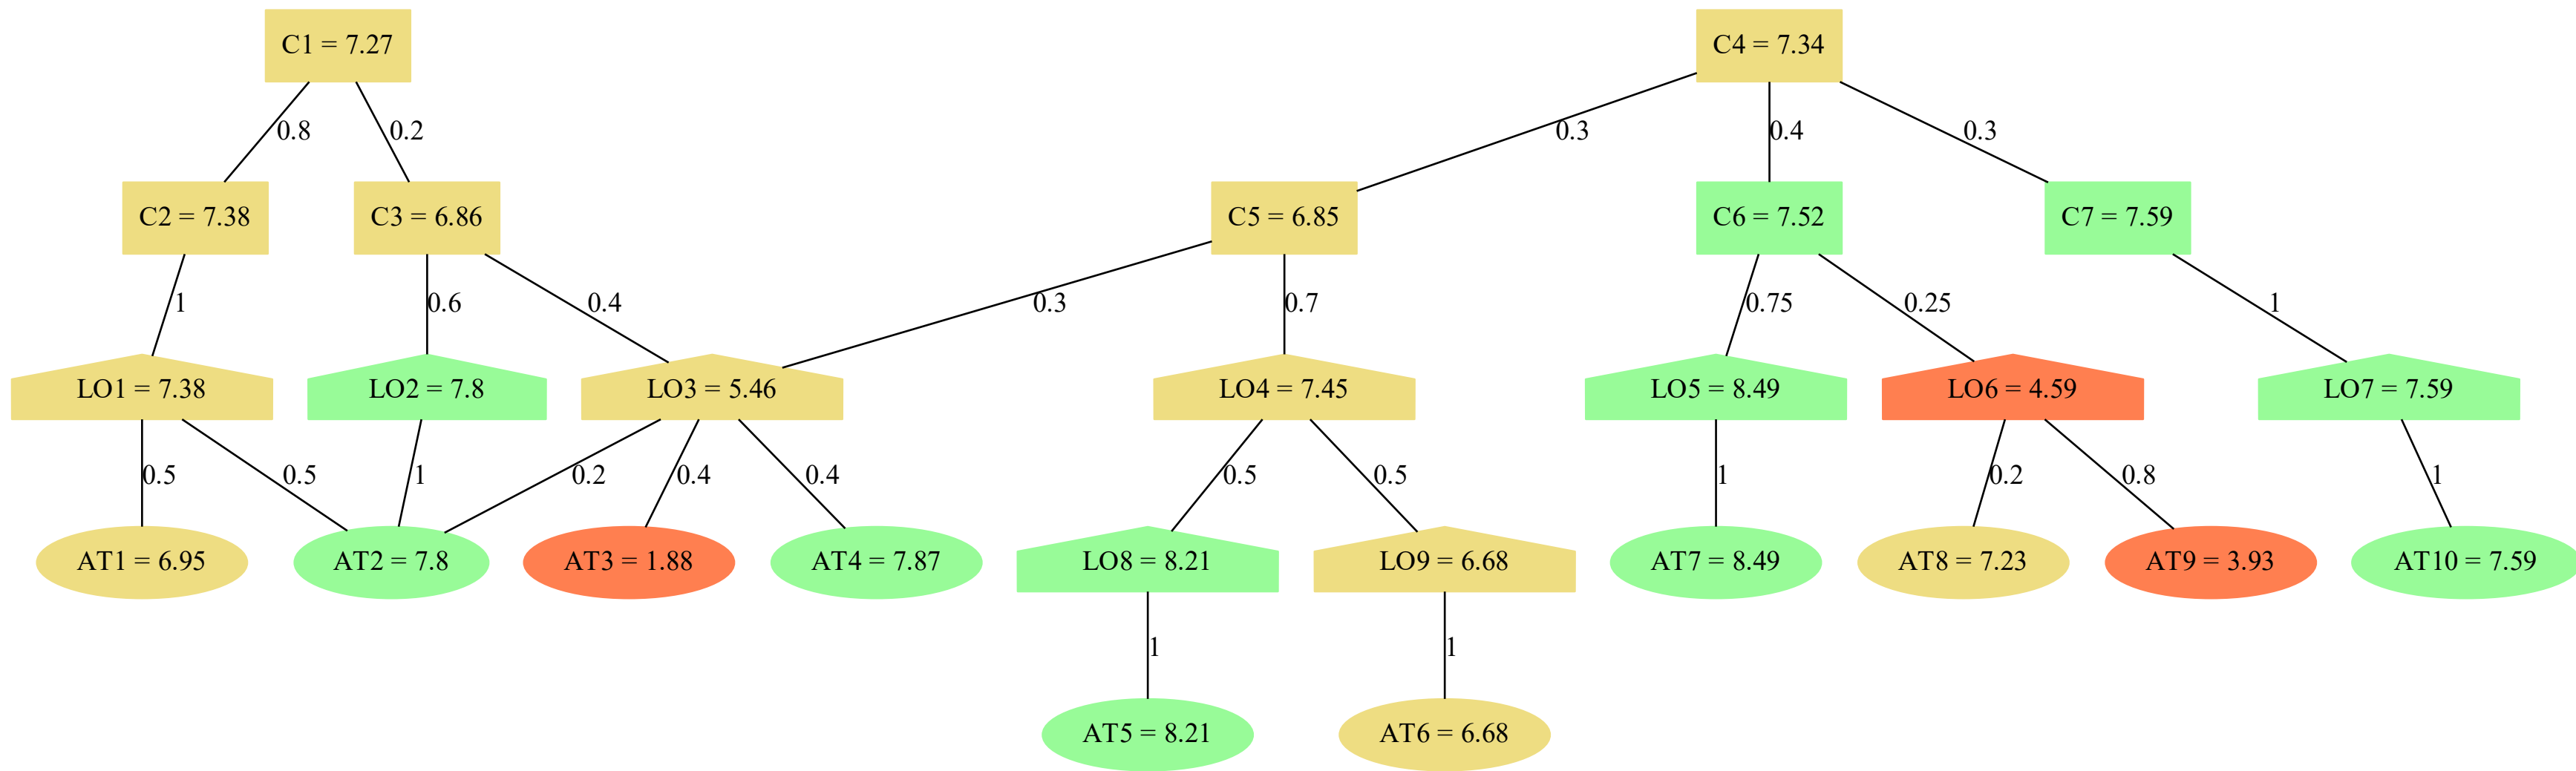 C1 = 7.27
C4 = 7.34
0.8
0.2
0.3
0.4
0.3
C2 = 7.38
C3 = 6.86
C5 = 6.85
C6 = 7.52
C7 = 7.59
1
0.6
0.4
0.3
0.7
0.75
0.25
1
LO1 = 7.38
LO2 = 7.8
LO3 = 5.46
LO4 = 7.45
LO5 = 8.49
LO6 = 4.59
LO7 = 7.59
0.5
0.5
1
0.2
0.4
0.4
0.5
0.5
1
0.2
0.8
1
AT1 = 6.95
AT2 = 7.8
AT3 = 1.88
AT4 = 7.87
LO8 = 8.21
LO9 = 6.68
AT7 = 8.49
AT8 = 7.23
AT9 = 3.93
AT10 = 7.59
1
1
AT5 = 8.21
AT6 = 6.68